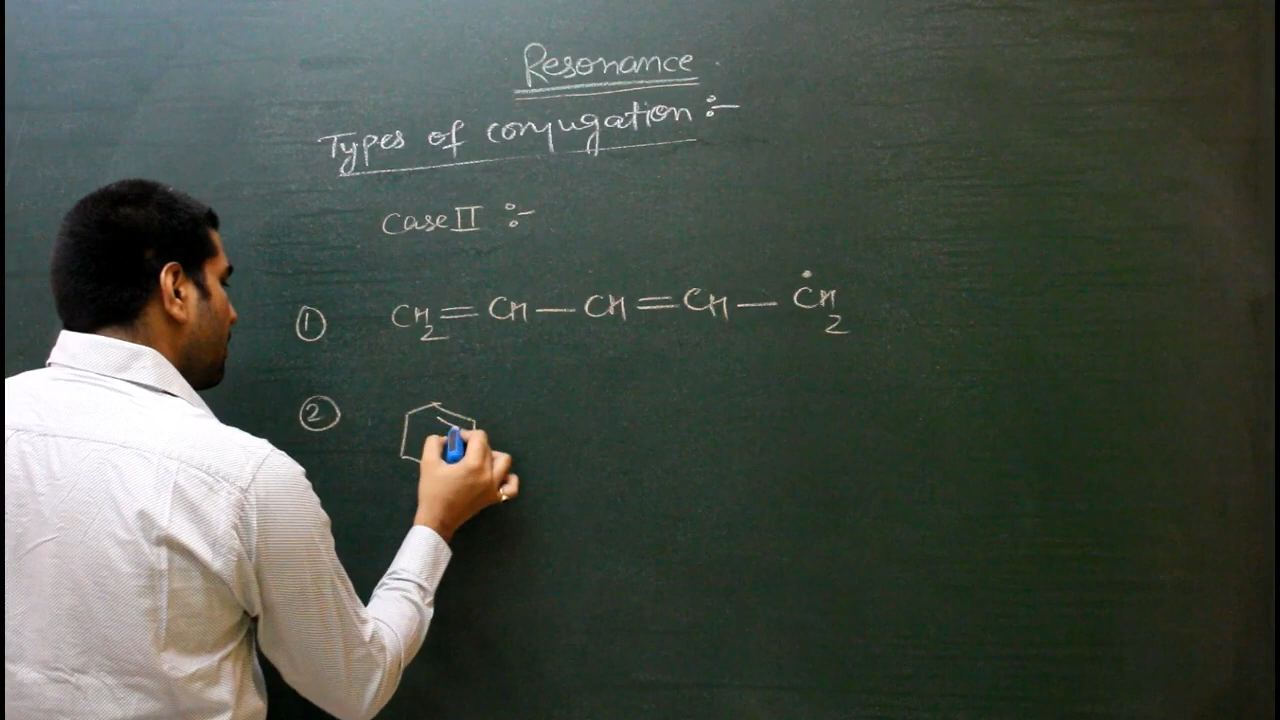 Resonance
Types of conjugation :-
Case II :-
① CH₂=CH—CH=CH—ĊH₂
②